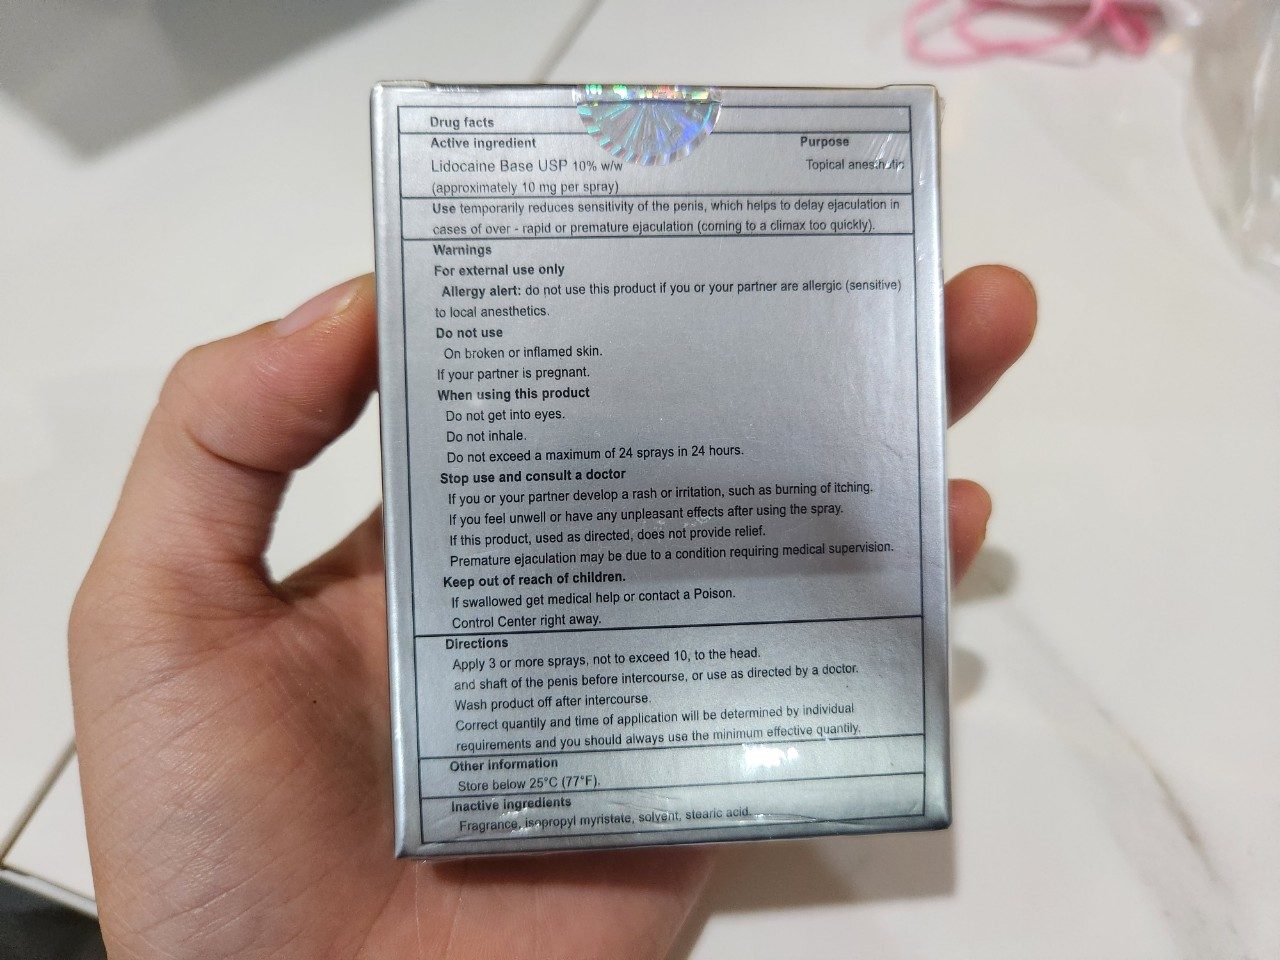 Drug facts
Active ingredient Purpose
Lidocaine Base USP 10% w/w Topical anesthetic
(approximately 10 mg per spray)
Use temporarily reduces sensitivity of the penis, which helps to delay ejaculation in
cases of over - rapid or premature ejaculation (coming to a climax too quickly).
Warnings
For external use only
Allergy alert: do not use this product if you or your partner are allergic (sensitive)
to local anesthetics.
Do not use
On broken or inflamed skin.
If your partner is pregnant.
When using this product
Do not get into eyes.
Do not inhale.
Do not exceed a maximum of 24 sprays in 24 hours.
Stop use and consult a doctor
If you or your partner develop a rash or irritation, such as burning of itching.
If you feel unwell or have any unpleasant effects after using the spray.
If this product, used as directed, does not provide relief.
Premature ejaculation may be due to a condition requiring medical supervision.
Keep out of reach of children.
If swallowed get medical help or contact a Poison.
Control Center right away.
Directions
Apply 3 or more sprays, not to exceed 10, to the head.
and shaft of the penis before intercourse, or use as directed by a doctor.
Wash product off after intercourse.
Correct quantily and time of application will be determined by individual
requirements and you should always use the minimum effective quantily.
Other information
Store below 25°C (77°F).
Inactive ingredients
Fragrance, isopropyl myristate, solvent, stearic acid.